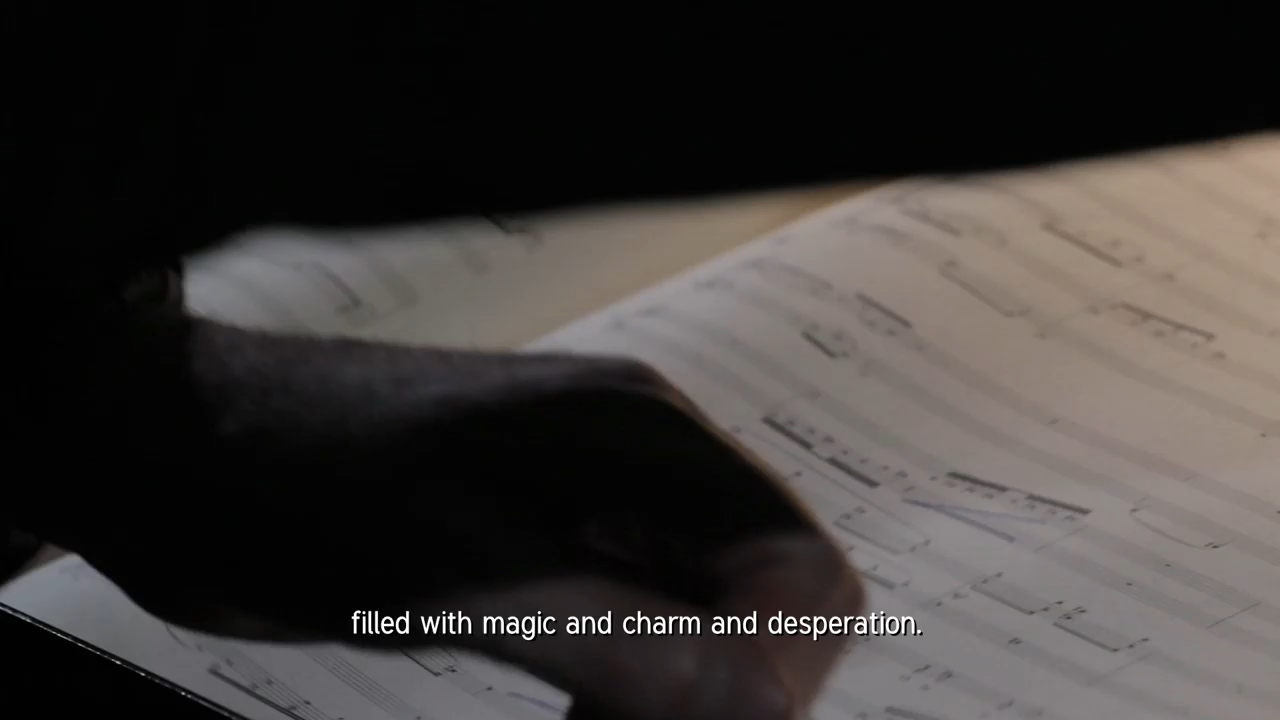 filled with magic and charm and desperation.